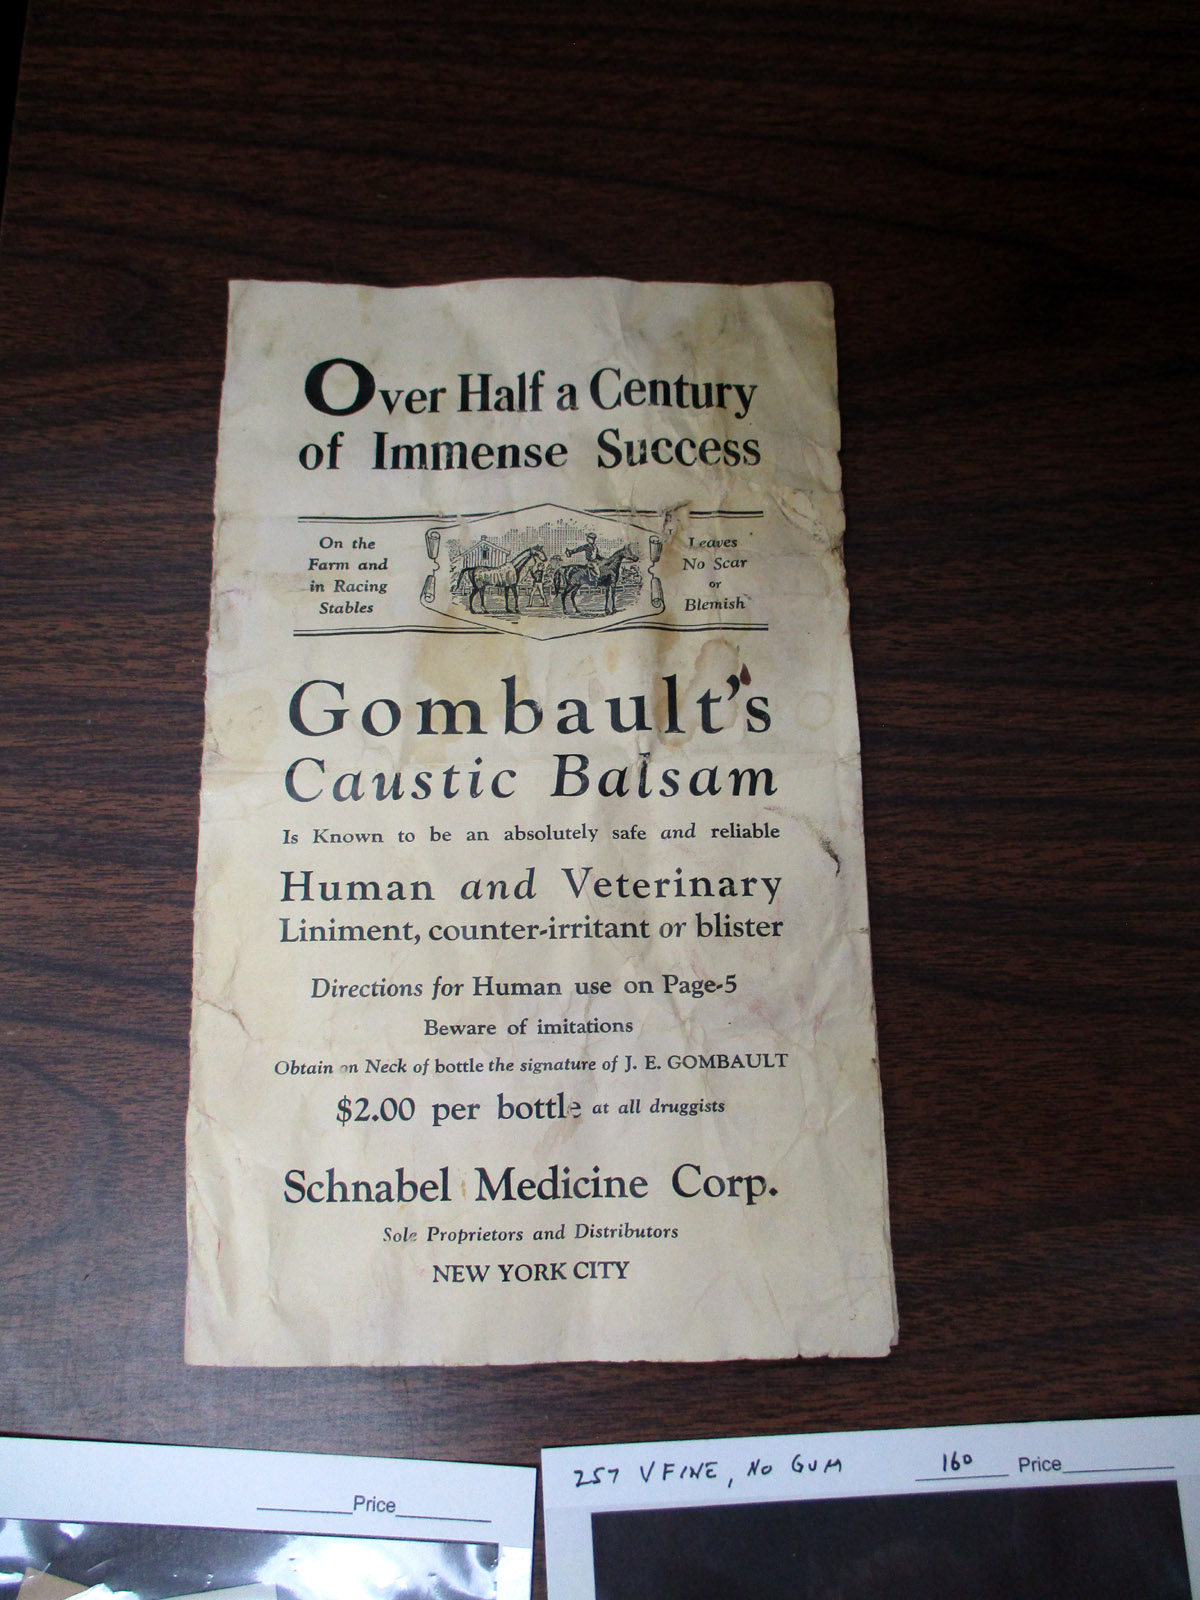 Over Half a Century
of Immense Success
On the
Farm and
in Racing
Stables
Leaves
No Scar
or
Blemish
Gombault's
Caustic Balsam
Is Known to be an absolutely safe and reliable
Human and Veterinary
Liniment, counter-irritant or blister
Directions for Human use on Page-5
Beware of imitations
Obtain on Neck of bottle the signature of J. E. GOMBAULT
$2.00 per bottle at all druggists
Schnabel Medicine Corp.
Sole Proprietors and Distributors
NEW YORK CITY
Price
257 V FINE, NO GUM 160 Price